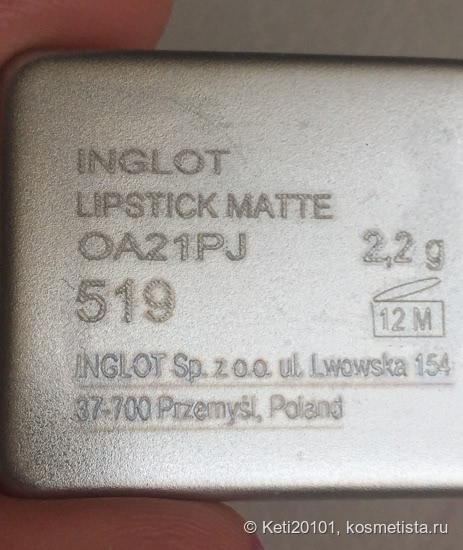 INGLOT
LIPSTICK MATTE
OA21PJ 2,2 g
519 12 M
INGLOT Sp. z o.o. ul. Lwowska 154
37-700 Przemyśl, Poland
© Keti20101, kosmetista.ru